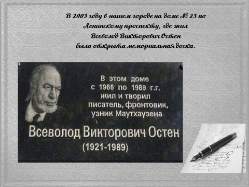 В 2003 году в нашем городе на доме № 23 по
Ленинскому проспекту, где жил
Всеволод Викторович Остен
была открыта мемориальная доска.
В этом доме
с 1966 по 1989 г.г.
жил и творил
писатель, фронтовик,
узник Маутхаузена
Всеволод Викторович Остен
(1921-1989)